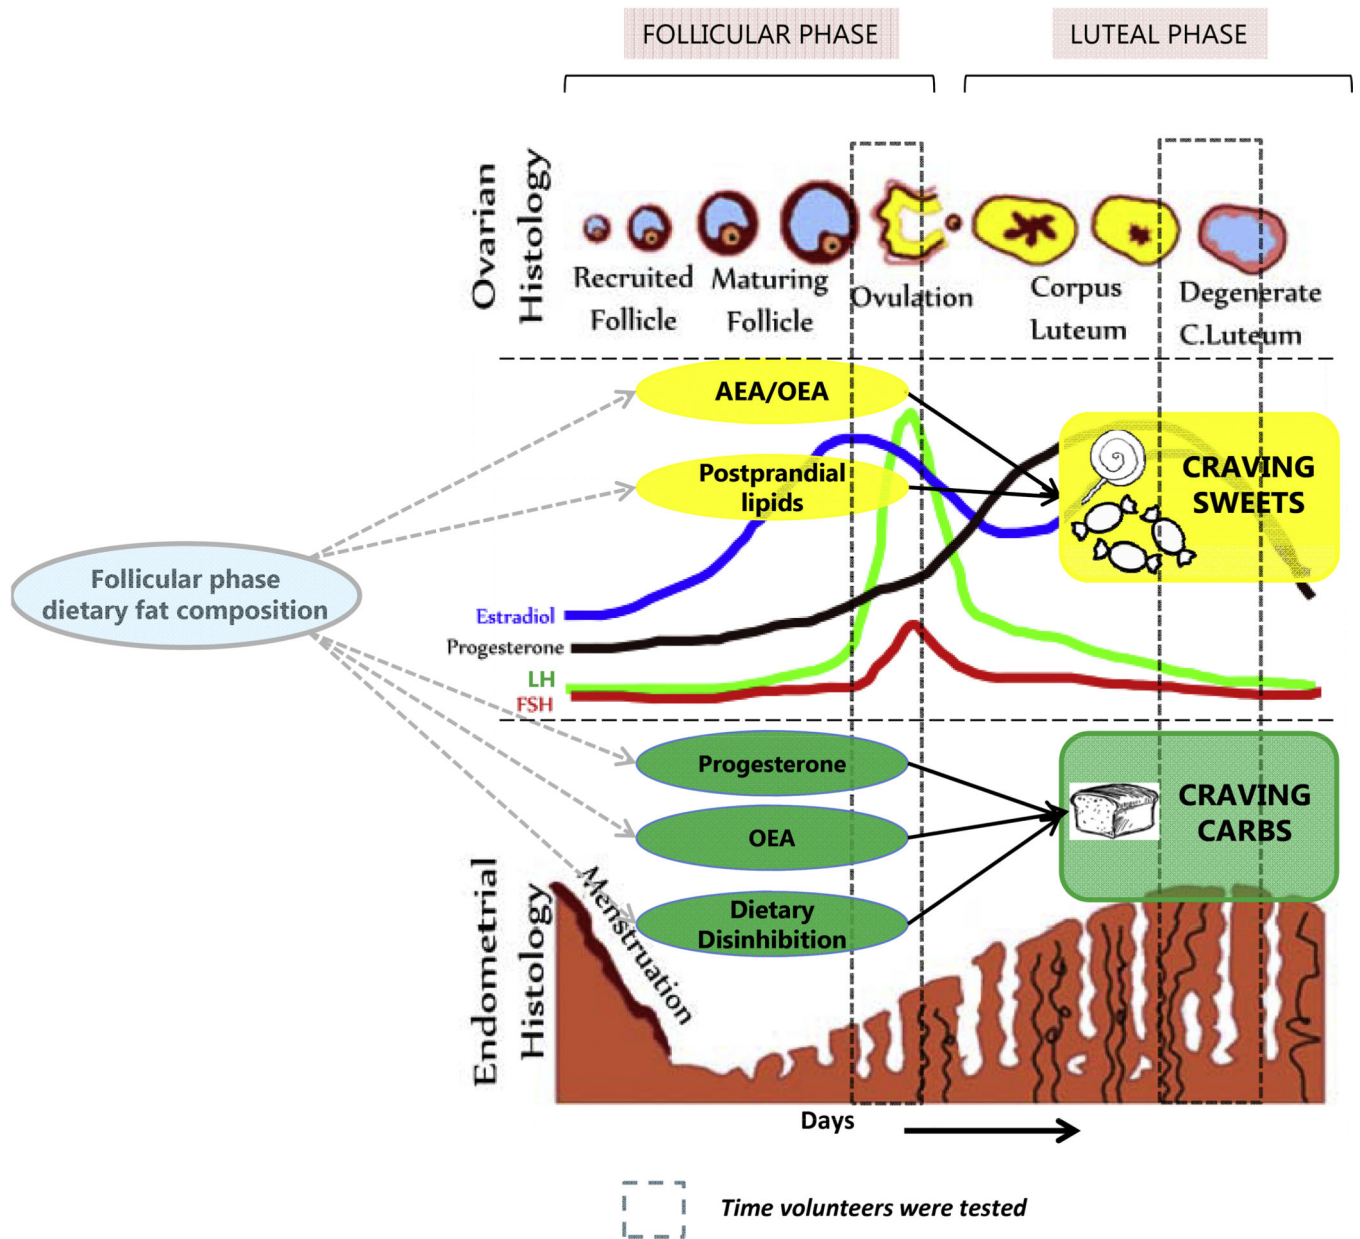 FOLLICULAR PHASE
LUTEAL PHASE
Ovarian
Histology
Recruited
Follicle
Maturing
Follicle
Ovulation
Corpus
Luteum
Degenerate
C.Luteum
AEA/OEA
Postprandial
lipids
CRAVING
SWEETS
Follicular phase
dietary fat composition
Estradiol
Progesterone
LH
FSH
Progesterone
OEA
Dietary
Disinhibition
CRAVING
CARBS
Endometrial
Histology
Menstruation
Days
Time volunteers were tested